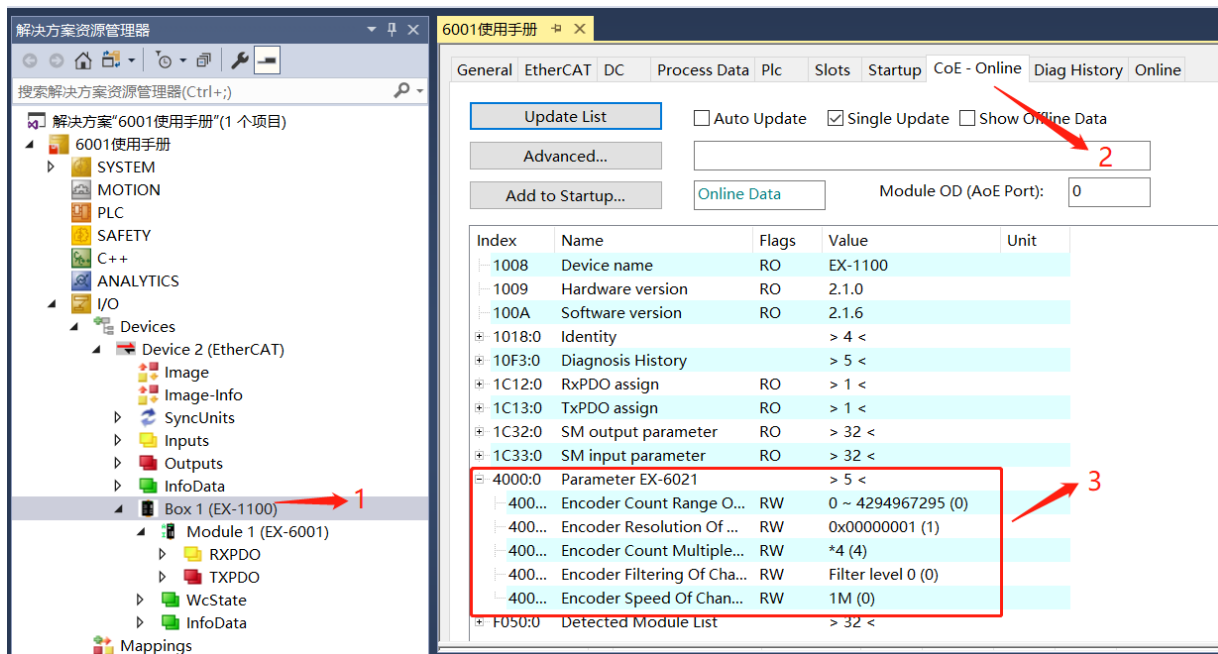 解决方案资源管理器
搜索解决方案资源管理器(Ctrl+;)
解决方案"6001使用手册"(1 个项目)
6001使用手册
SYSTEM
MOTION
PLC
SAFETY
C++
ANALYTICS
I/O
Devices
Device 2 (EtherCAT)
Image
Image-Info
SyncUnits
Inputs
Outputs
InfoData
Box 1 (EX-1100) 1
Module 1 (EX-6001)
RXPDO
TXPDO
WcState
InfoData
Mappings
6001使用手册
General EtherCAT DC Process Data Plc Slots Startup CoE - Online Diag History Online
Update List Auto Update Single Update Show Offline Data
Advanced... 2
Add to Startup... Online Data Module OD (AoE Port): 0
Index Name Flags Value Unit
1008 Device name RO EX-1100
1009 Hardware version RO 2.1.0
100A Software version RO 2.1.6
1018:0 Identity > 4 <
10F3:0 Diagnosis History > 5 <
1C12:0 RxPDO assign RO > 1 <
1C13:0 TxPDO assign RO > 1 <
1C32:0 SM output parameter RO > 32 <
1C33:0 SM input parameter RO > 32 <
4000:0 Parameter EX-6021 > 5 < 3
400... Encoder Count Range O... RW 0 ~ 4294967295 (0)
400... Encoder Resolution Of ... RW 0x00000001 (1)
400... Encoder Count Multiple... RW *4 (4)
400... Encoder Filtering Of Cha... RW Filter level 0 (0)
400... Encoder Speed Of Chan... RW 1M (0)
F050:0 Detected Module List > 32 <